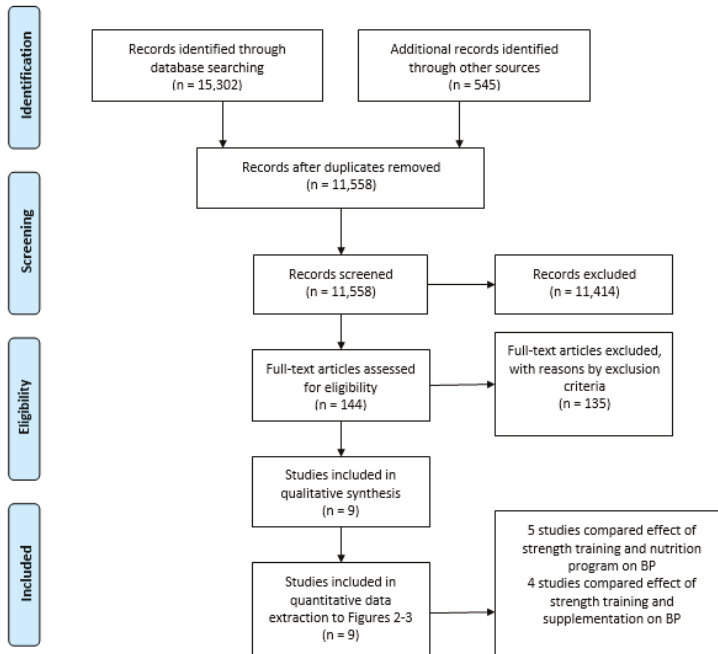 Identification
Records identified through
database searching
(n = 15,302)
Additional records identified
through other sources
(n = 545)
Records after duplicates removed
(n = 11,558)
Screening
Records screened
(n = 11,558)
Records excluded
(n = 11,414)
Eligibility
Full-text articles assessed
for eligibility
(n = 144)
Full-text articles excluded,
with reasons by exclusion
criteria
(n = 135)
Studies included in
qualitative synthesis
(n = 9)
Included
Studies included in
quantitative data
extraction to Figures 2-3
(n = 9)
5 studies compared effect of
strength training and nutrition
program on BP
4 studies compared effect of
strength training and
supplementation on BP